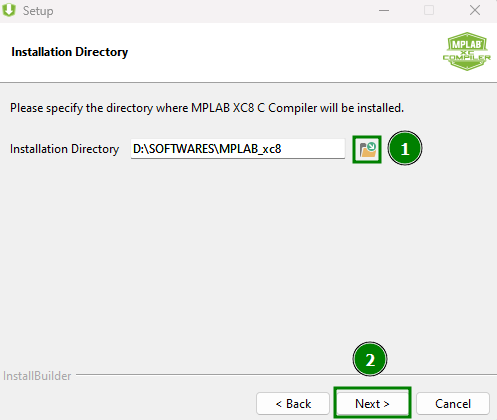 Setup
Installation Directory
MPLAB
XC
COMPILER
Please specify the directory where MPLAB XC8 C Compiler will be installed.
Installation Directory D:\SOFTWARES\MPLAB_xc8
1
2
InstallBuilder
< Back Next > Cancel